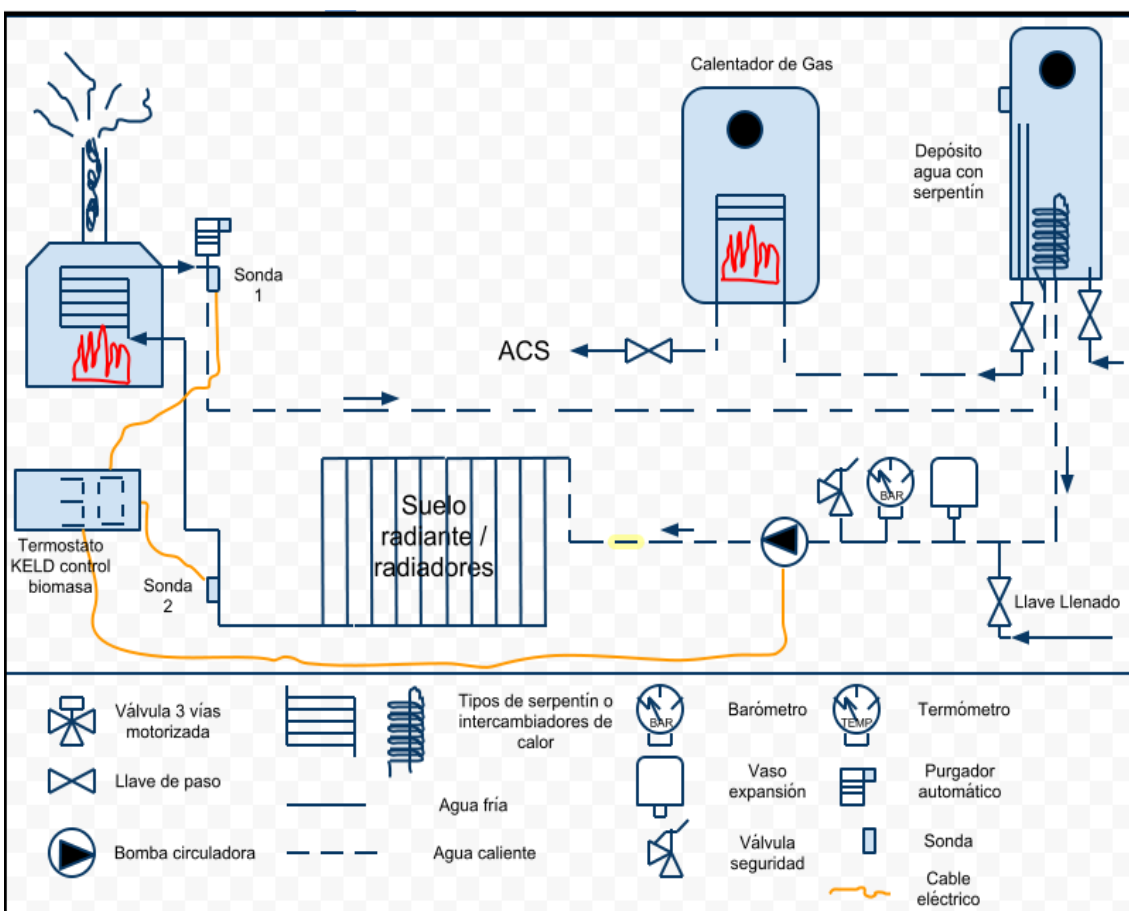 Calentador de Gas
Depósito
agua con
serpentín
Sonda
1
ACS
Suelo
radiante /
radiadores
BAR
Termostato
KELD control
biomasa
Sonda
2
Llave Llenado
Válvula 3 vías
motorizada
Tipos de serpentín o
intercambiadores de
calor
BAR
Barómetro
TEMP
Termómetro
Llave de paso
Agua fría
Vaso
expansión
Purgador
automático
Bomba circuladora
Agua caliente
Válvula
seguridad
Sonda
Cable
eléctrico